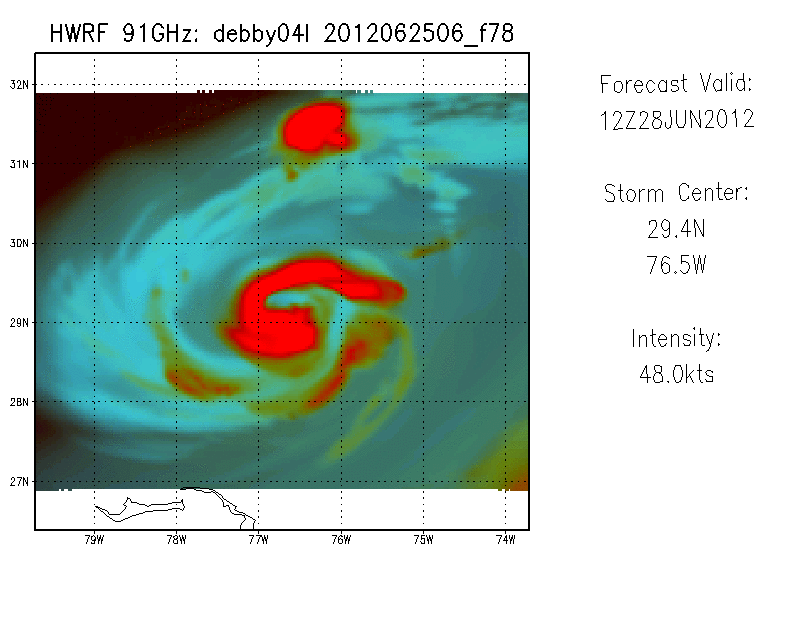 HWRF 91GHz: debby04l 2012062506_f78
Forecast Valid:
12Z28JUN2012
Storm Center:
29.4N
76.5W
Intensity:
48.0kts
32N
31N
30N
29N
28N
27N
79W 78W 77W 76W 75W 74W